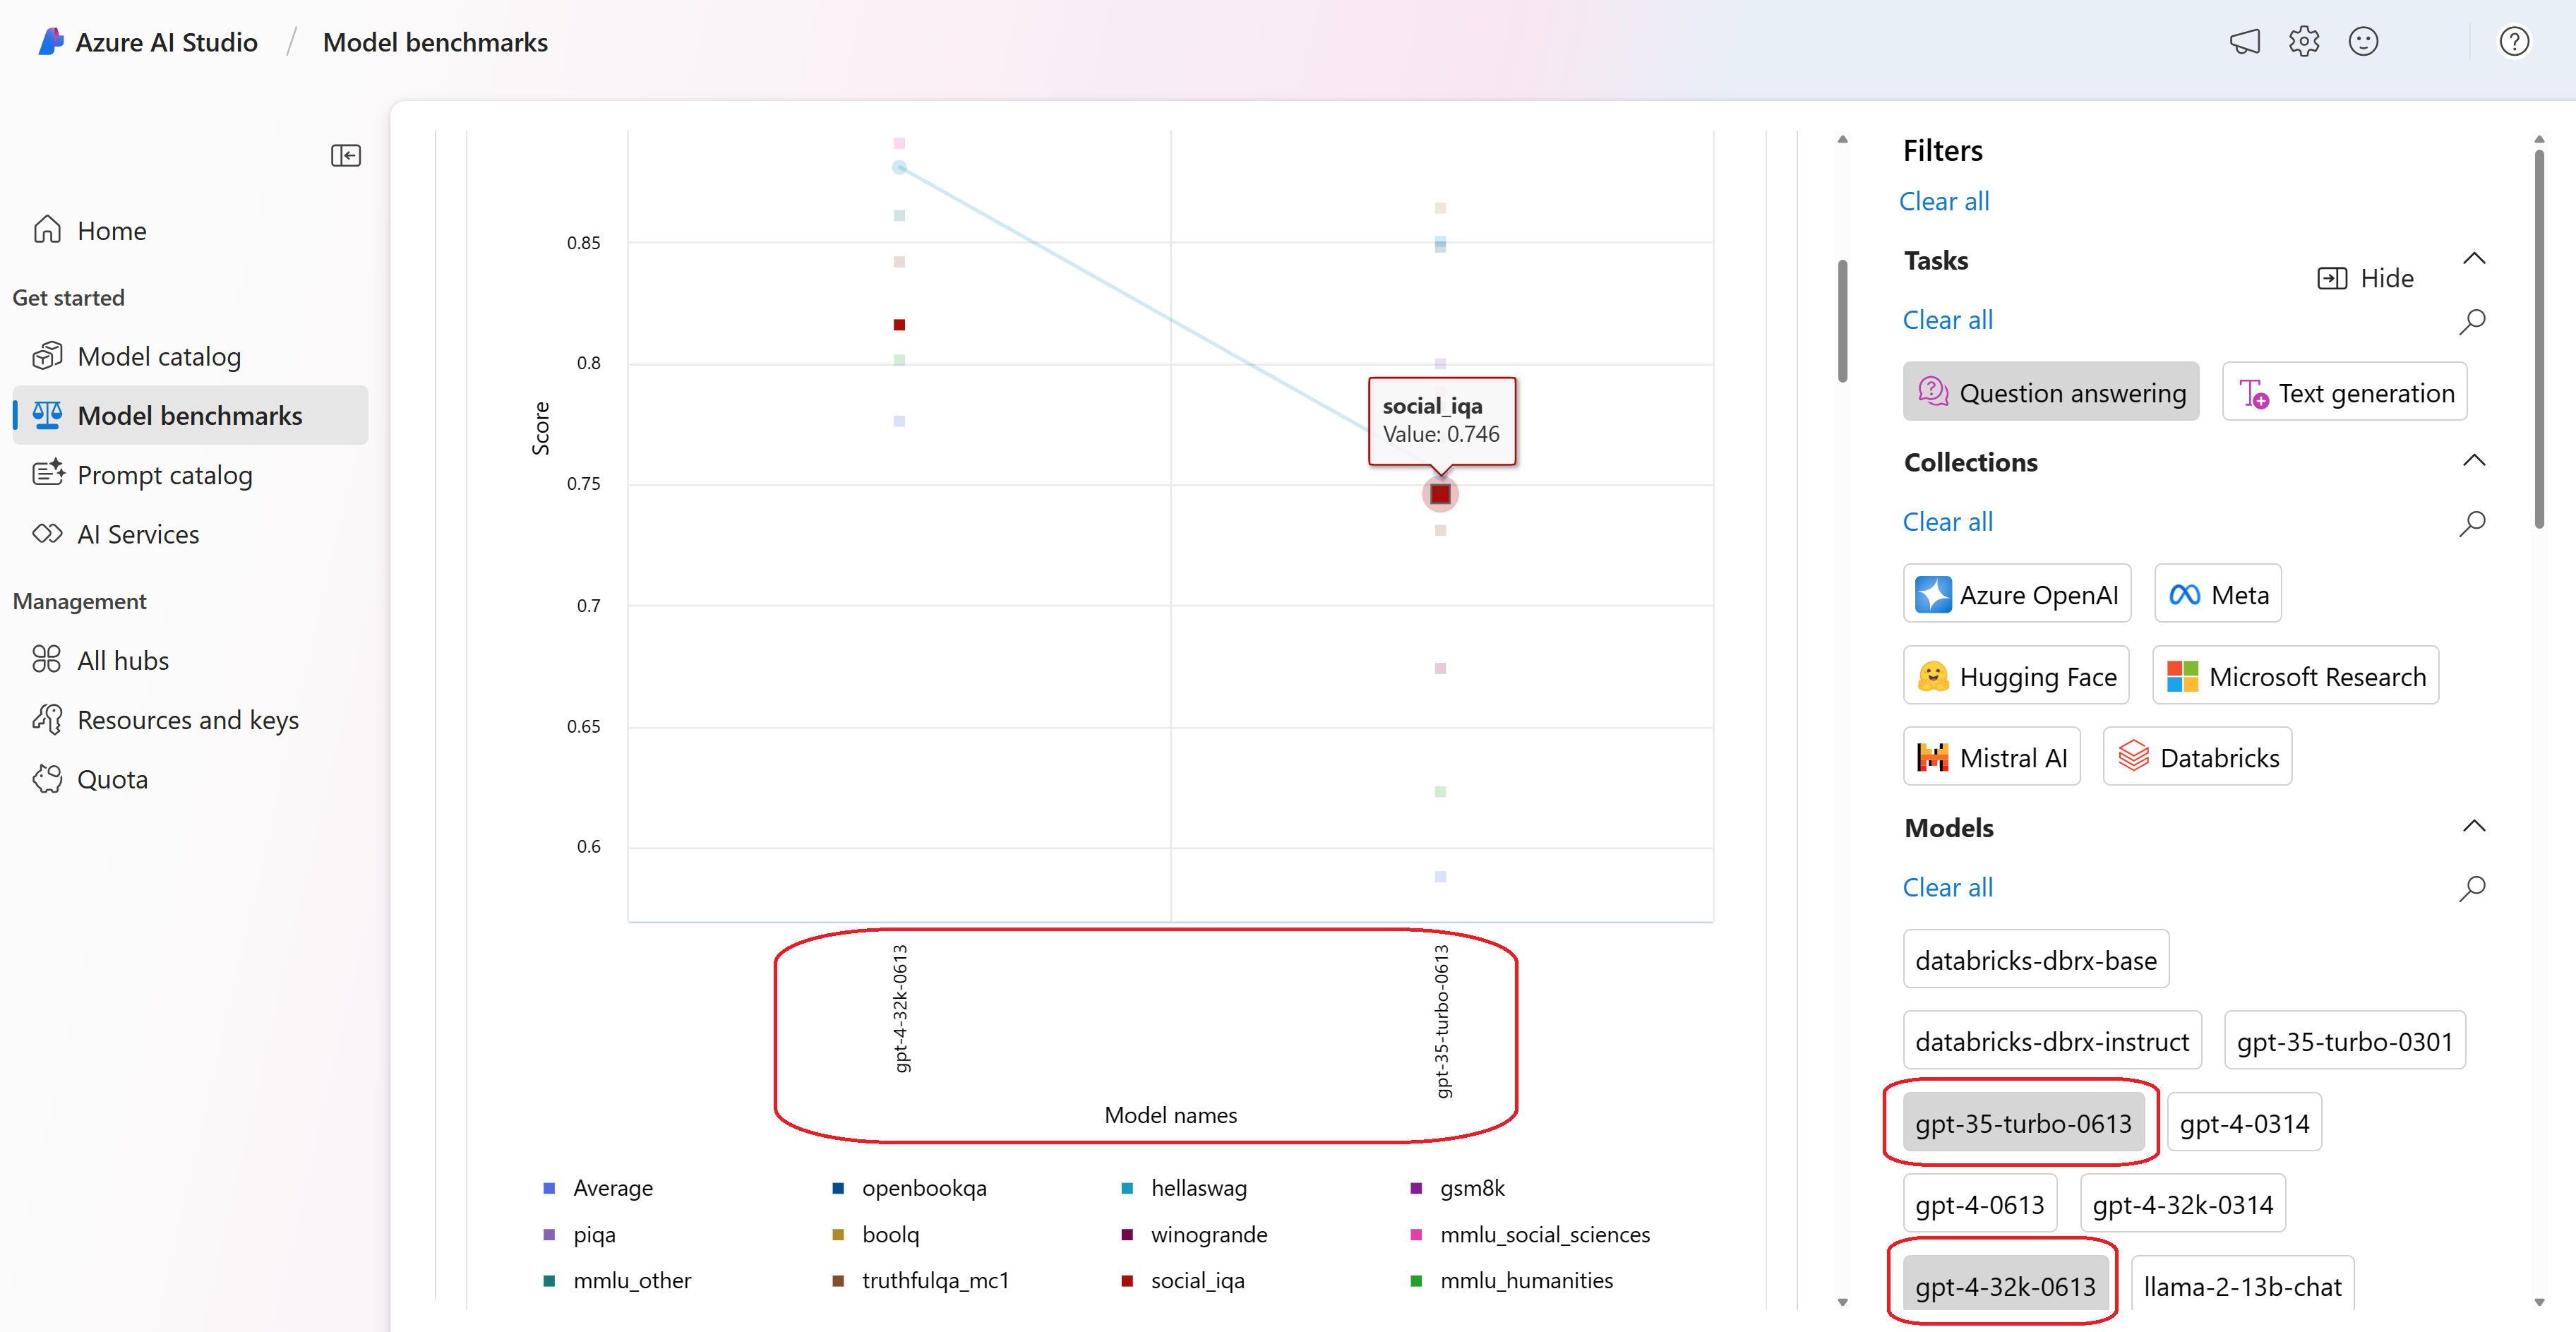 Azure AI Studio / Model benchmarks
Home
Get started
Model catalog
Model benchmarks
Prompt catalog
AI Services
Management
All hubs
Resources and keys
Quota
Score
0.85
0.8
0.75
0.7
0.65
0.6
social_iqa
Value: 0.746
gpt-4-32k-0613
gpt-35-turbo-0613
Model names
Average
openbookqa
hellaswag
gsm8k
piqa
boolq
winogrande
mmlu_social_sciences
mmlu_other
truthfulqa_mc1
social_iqa
mmlu_humanities
Filters
Clear all
Tasks
Hide
Clear all
Question answering
Text generation
Collections
Clear all
Azure OpenAI
Meta
Hugging Face
Microsoft Research
Mistral AI
Databricks
Models
Clear all
databricks-dbrx-base
databricks-dbrx-instruct
gpt-35-turbo-0301
gpt-35-turbo-0613
gpt-4-0314
gpt-4-0613
gpt-4-32k-0314
gpt-4-32k-0613
llama-2-13b-chat